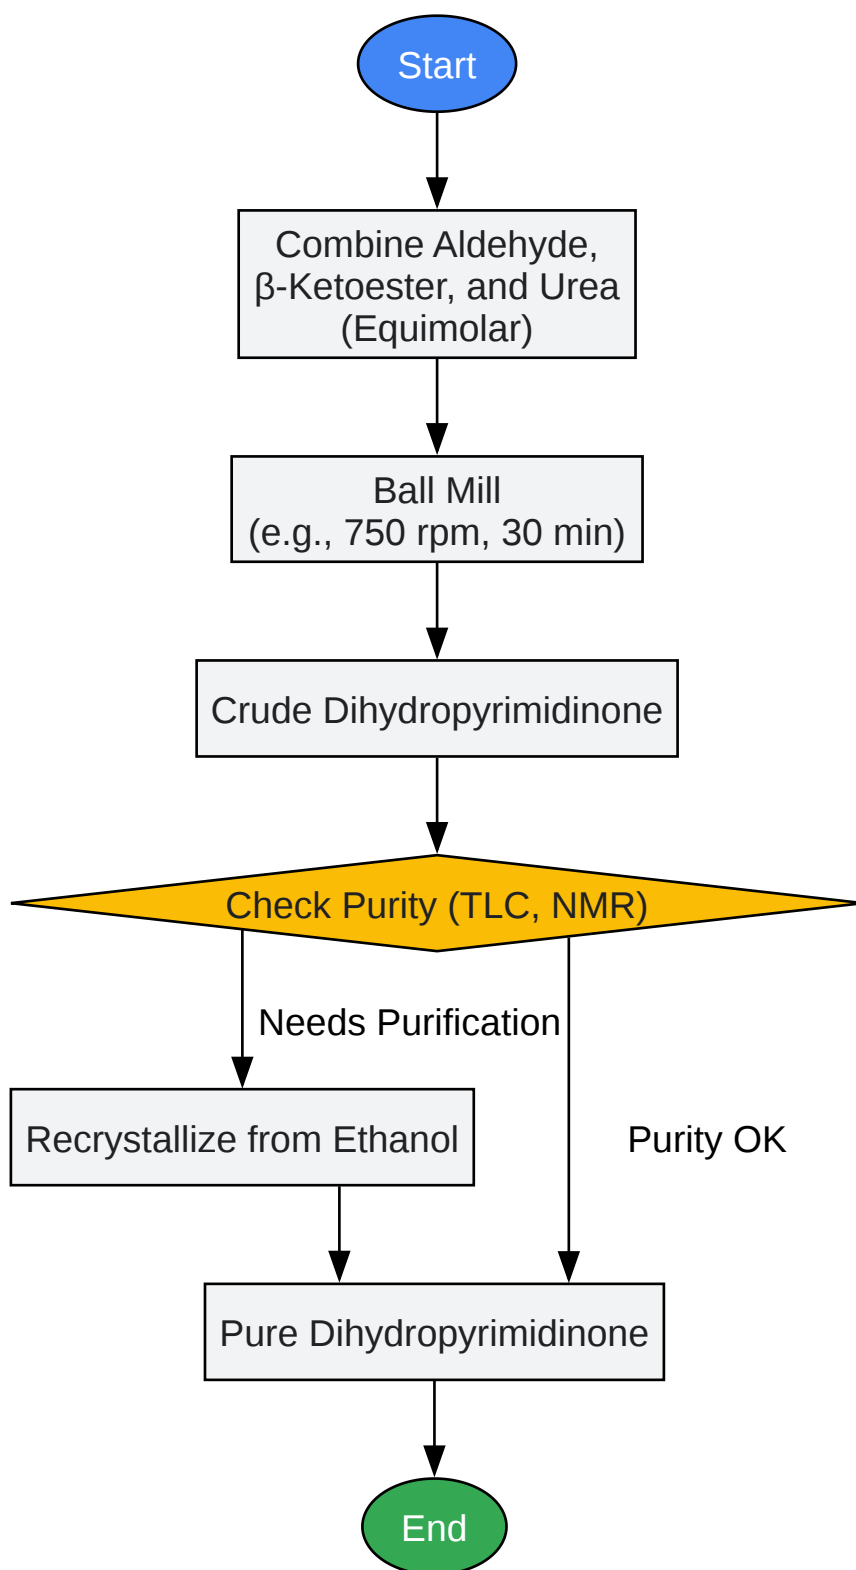 Start
Combine Aldehyde,
β-Ketoester, and Urea
(Equimolar)
Ball Mill
(e.g., 750 rpm, 30 min)
Crude Dihydropyrimidinone
Check Purity (TLC, NMR)
Needs Purification
Recrystallize from Ethanol
Purity OK
Pure Dihydropyrimidinone
End